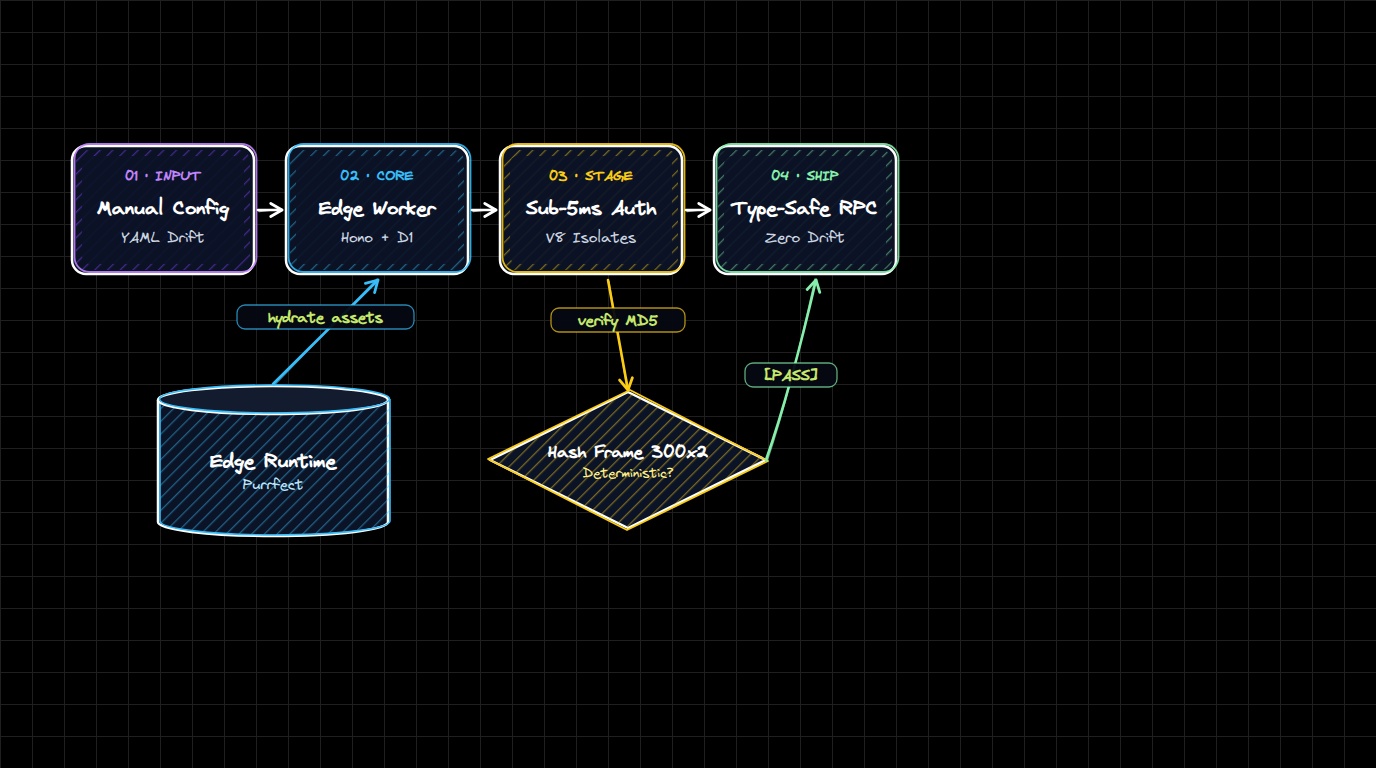 01 · INPUT
Manual Config
YAML Drift
02 · CORE
Edge Worker
Hono + D1
03 · STAGE
Sub-5ms Auth
V8 Isolates
04 · SHIP
Type-Safe RPC
Zero Drift
hydrate assets
verify MD5
[PASS]
Edge Runtime
Purrfect
Hash Frame 300x2
Deterministic?